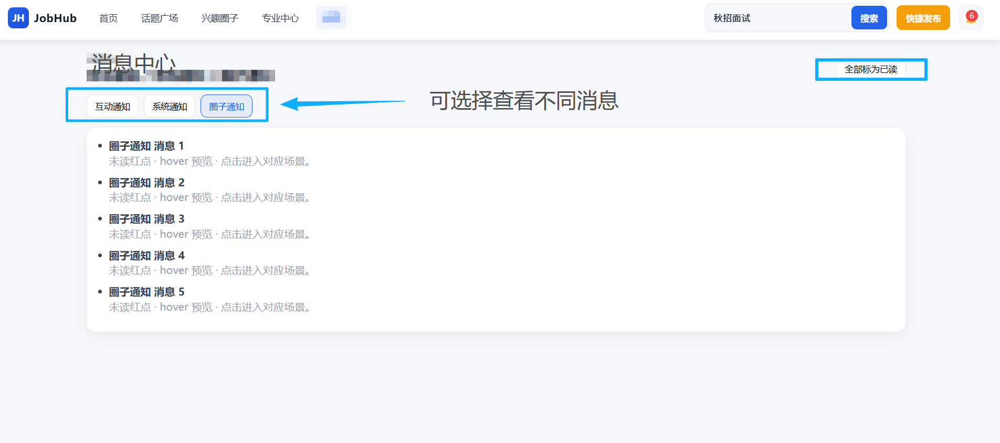 JH JobHub 首页 话题广场 兴趣圈子 专业中心 秋招面试 搜索 快捷发布 6
消息中心
全部标为已读
互动通知 系统通知 圈子通知
可选择查看不同消息
圈子通知 消息 1
未读红点 · hover 预览 · 点击进入对应场景。
圈子通知 消息 2
未读红点 · hover 预览 · 点击进入对应场景。
圈子通知 消息 3
未读红点 · hover 预览 · 点击进入对应场景。
圈子通知 消息 4
未读红点 · hover 预览 · 点击进入对应场景。
圈子通知 消息 5
未读红点 · hover 预览 · 点击进入对应场景。